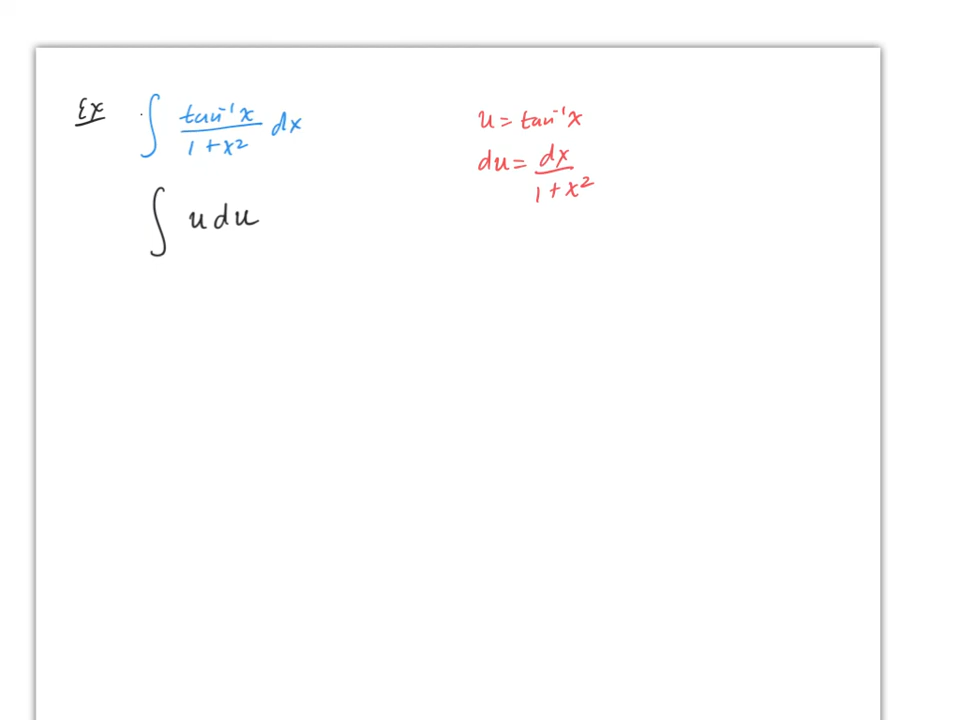 Ex ∫ tan⁻¹x / 1 + x² dx
u = tan⁻¹x
du = dx / 1 + x²
∫ u du